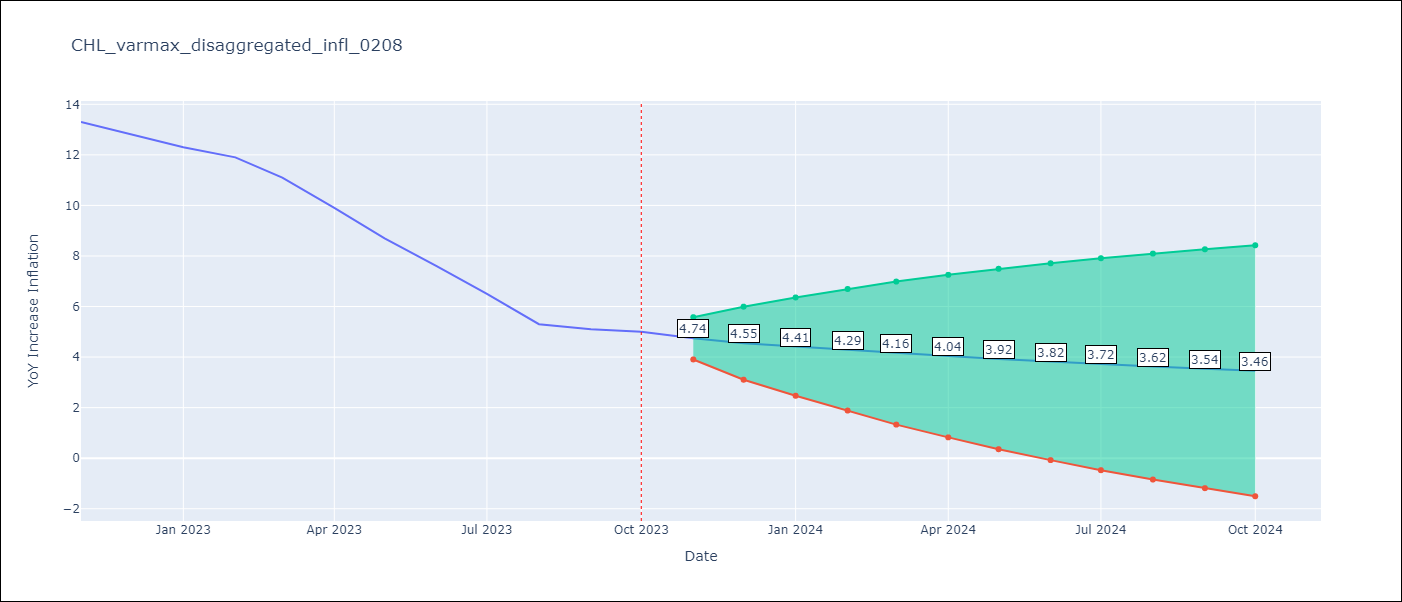 CHL_varmax_disaggregated_infl_0208
14
12
10
8
6
4
2
0
−2
YoY Increase Inflation
4.74
4.55
4.41
4.29
4.16
4.04
3.92
3.82
3.72
3.62
3.54
3.46
Jan 2023
Apr 2023
Jul 2023
Oct 2023
Jan 2024
Apr 2024
Jul 2024
Oct 2024
Date